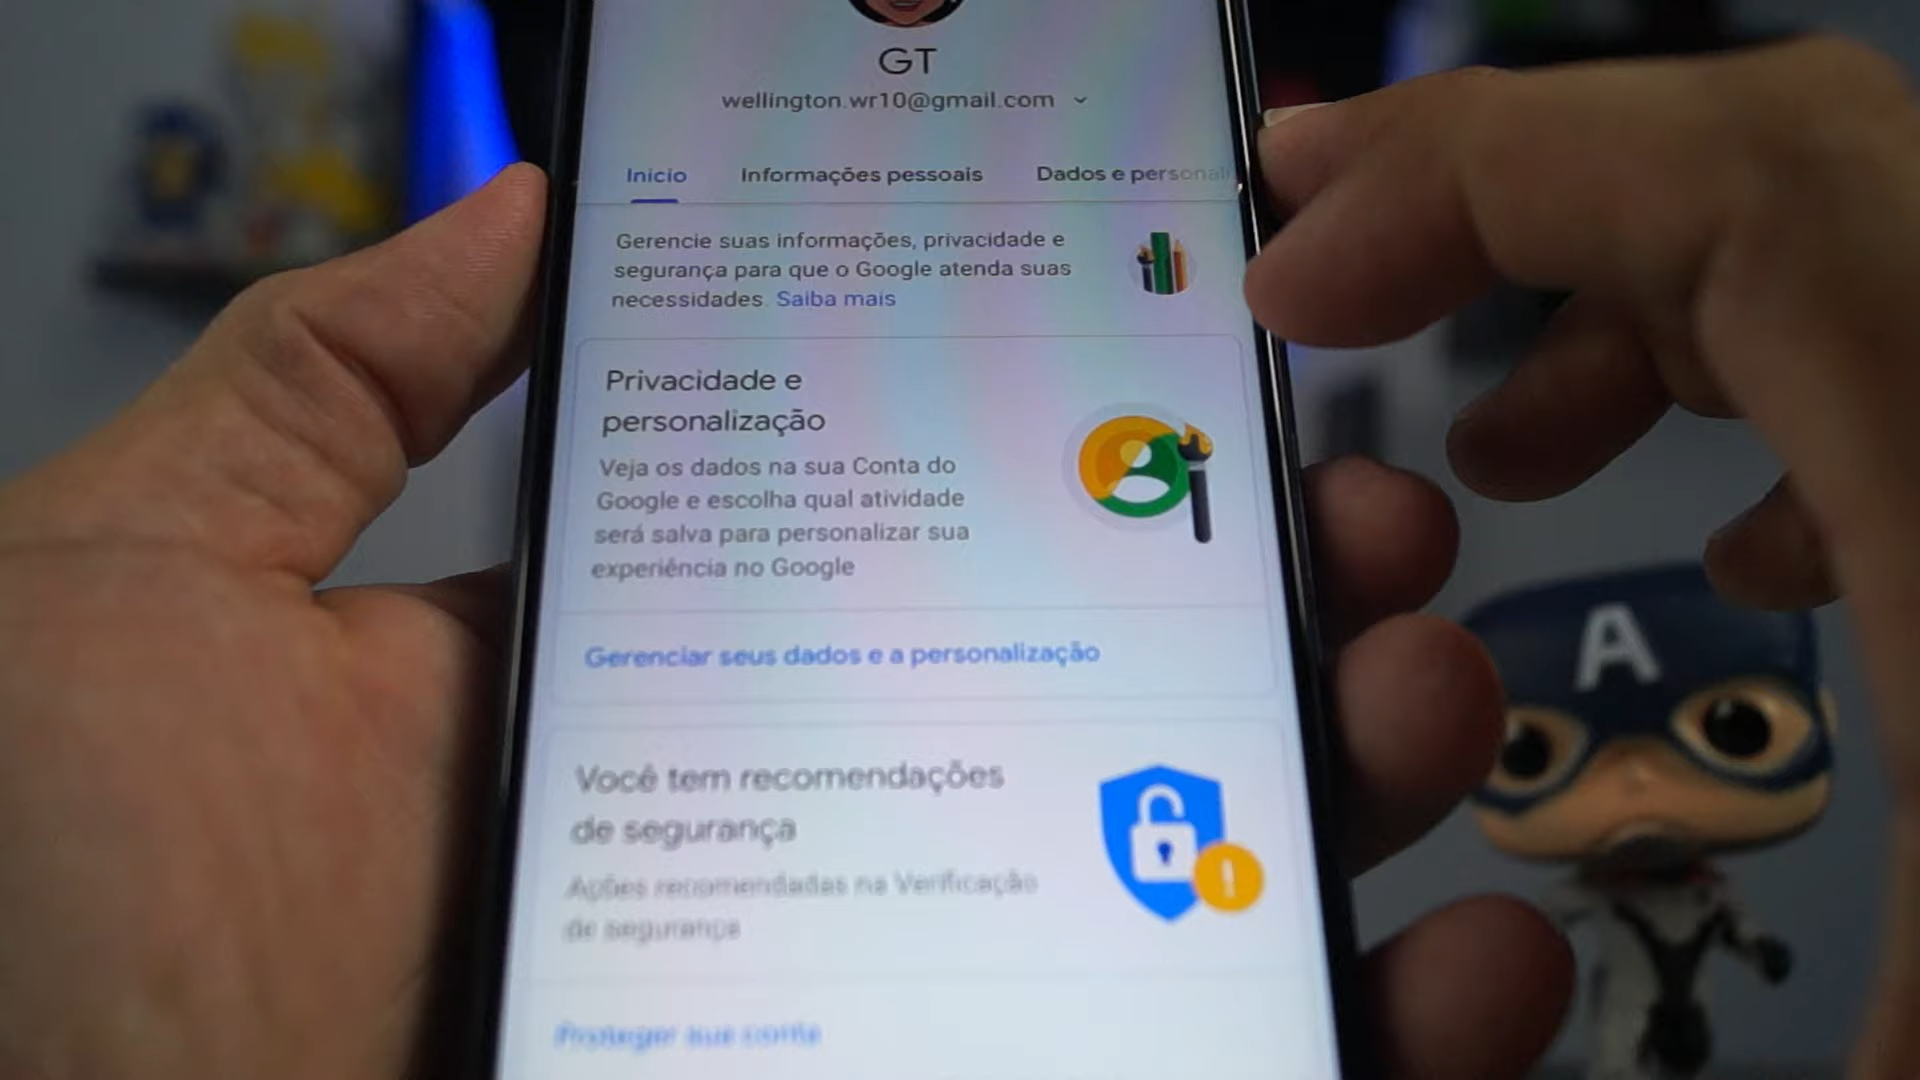 GT
wellington.wr10@gmail.com
Início Informações pessoais Dados e personali
Gerencie suas informações, privacidade e
segurança para que o Google atenda suas
necessidades. Saiba mais
Privacidade e
personalização
Veja os dados na sua Conta do
Google e escolha qual atividade
será salva para personalizar sua
experiência no Google
Gerenciar seus dados e a personalização
Você tem recomendações
de segurança
Ações recomendadas na Verificação
de segurança
Proteger sua conta
A